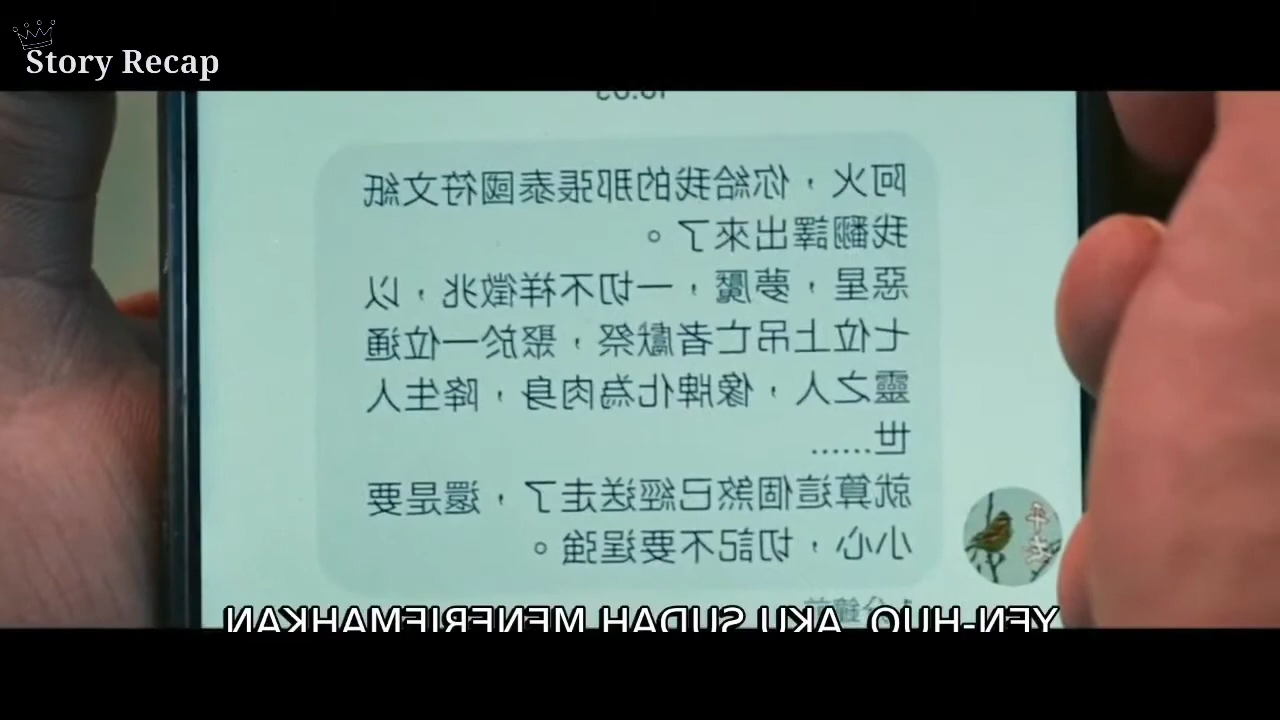 Story Recap
阿火，你給我的那張泰國符文紙
我翻譯出來了。
惡星，夢魘，一切不祥徵兆，以
七位上吊亡者獻祭，聚於一位通
靈之人，像牌化為肉身，降生人
世......
就算這個煞已經送走了，還是要
小心，切記不要逞強。
YEN-HUO, AKU SUDAH MENERJEMAHKAN